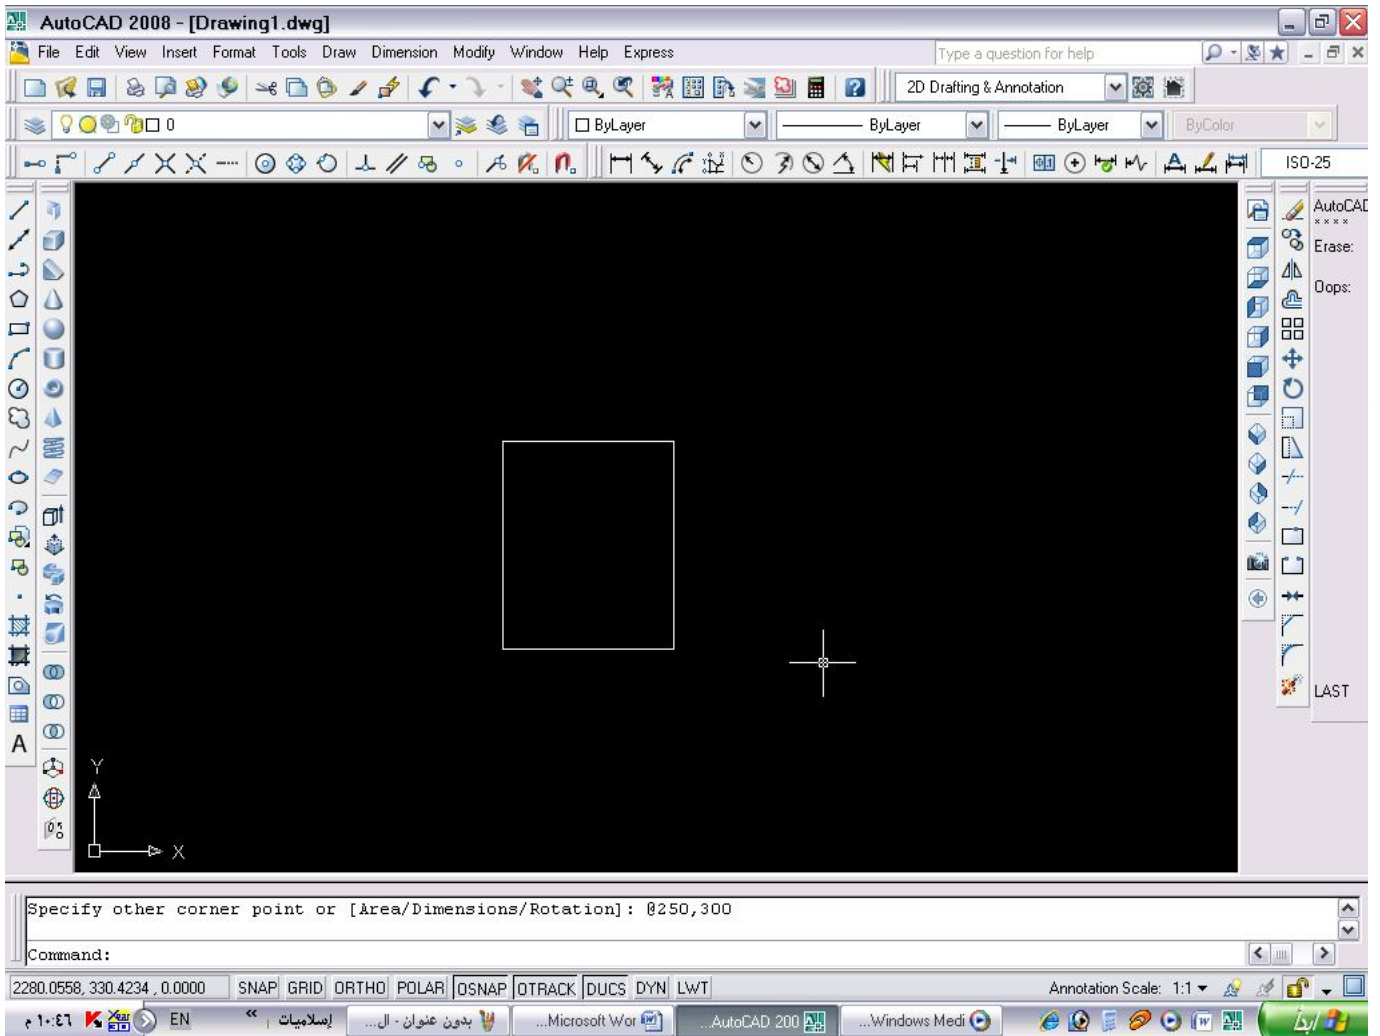 AutoCAD 2008 - [Drawing1.dwg]
File Edit View Insert Format Tools Draw Dimension Modify Window Help Express
Type a question for help
2D Drafting & Annotation
0
ByLayer
ByLayer
ByLayer
ByColor
ISO-25
AutoCAD
* * * *
Erase:
Oops:
LAST
A
Y
X
Specify other corner point or [Area/Dimensions/Rotation]: @250,300
Command:
2280.0558, 330.4234 , 0.0000 SNAP GRID ORTHO POLAR OSNAP OTRACK DUCS DYN LWT
Annotation Scale: 1:1
١٠:٤٦ م
EN
إسلاميات
بدون عنوان - ال...
...Microsoft Wor
...AutoCAD 200
...Windows Medi
ابدأ